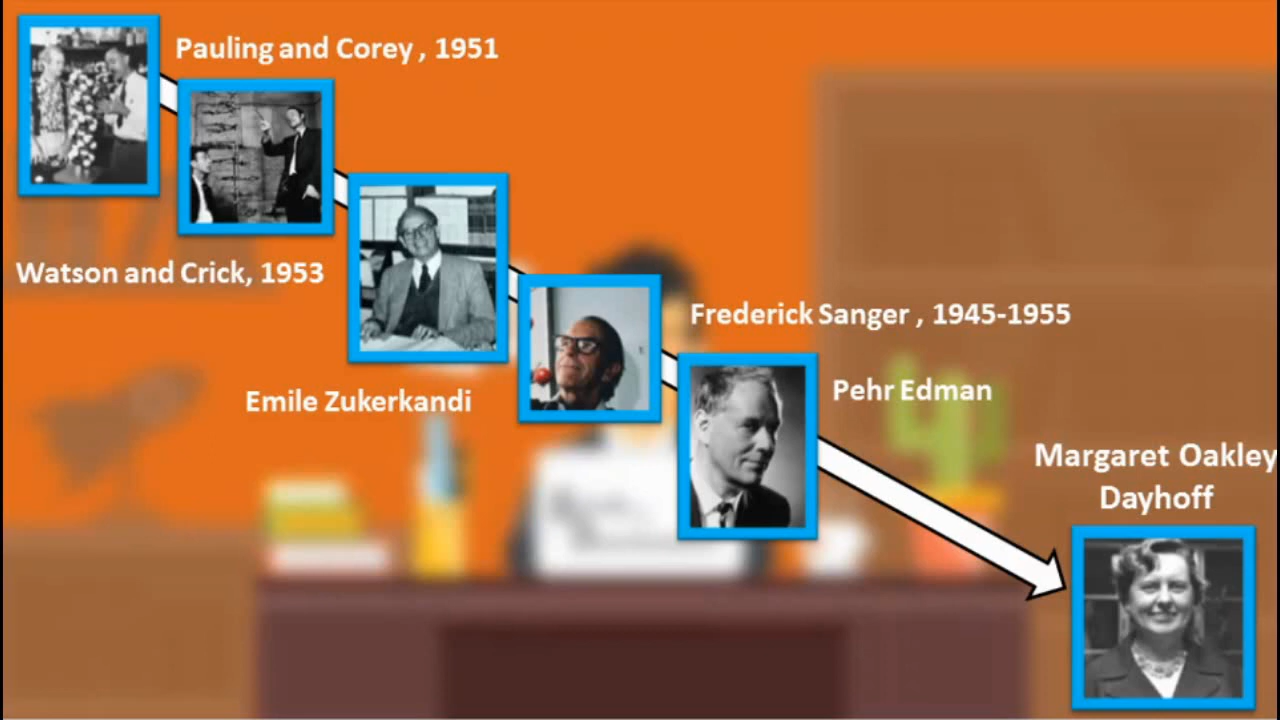 Pauling and Corey , 1951
Watson and Crick, 1953
Frederick Sanger , 1945-1955
Emile Zukerkandi
Pehr Edman
Margaret Oakley
Dayhoff